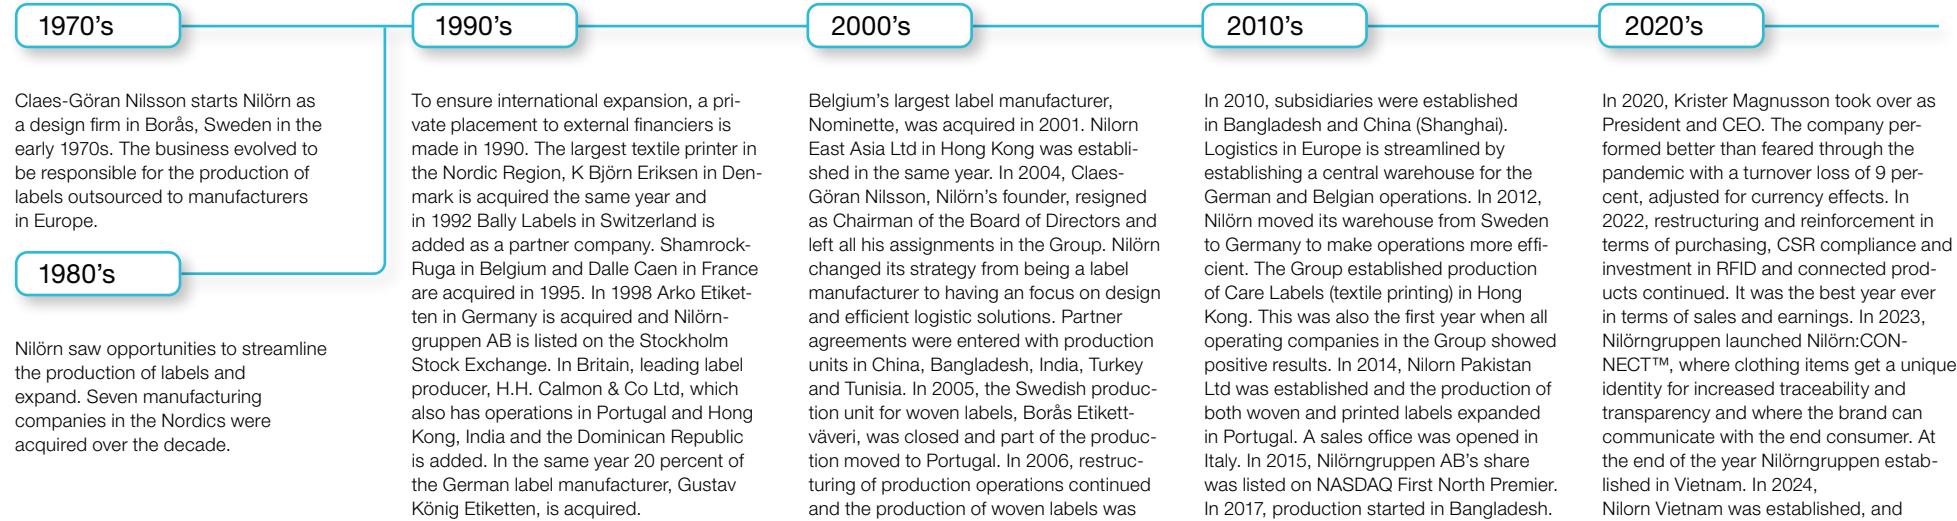 1970's
Claes-Göran Nilsson starts Nilörn as
a design firm in Borås, Sweden in the
early 1970s. The business evolved to
be responsible for the production of
labels outsourced to manufacturers
in Europe.
1980's
Nilörn saw opportunities to streamline
the production of labels and
expand. Seven manufacturing
companies in the Nordics were
acquired over the decade.
1990's
To ensure international expansion, a pri-
vate placement to external financiers is
made in 1990. The largest textile printer in
the Nordic Region, K Björn Eriksen in Den-
mark is acquired the same year and
in 1992 Bally Labels in Switzerland is
added as a partner company. Shamrock-
Ruga in Belgium and Dalle Caen in France
are acquired in 1995. In 1998 Arko Etiket-
ten in Germany is acquired and Nilörn-
gruppen AB is listed on the Stockholm
Stock Exchange. In Britain, leading label
producer, H.H. Calmon & Co Ltd, which
also has operations in Portugal and Hong
Kong, India and the Dominican Republic
is added. In the same year 20 percent of
the German label manufacturer, Gustav
König Etiketten, is acquired.
2000's
Belgium's largest label manufacturer,
Nominette, was acquired in 2001. Nilorn
East Asia Ltd in Hong Kong was establi-
shed in the same year. In 2004, Claes-
Göran Nilsson, Nilörn's founder, resigned
as Chairman of the Board of Directors and
left all his assignments in the Group. Nilörn
changed its strategy from being a label
manufacturer to having an focus on design
and efficient logistic solutions. Partner
agreements were entered with production
units in China, Bangladesh, India, Turkey
and Tunisia. In 2005, the Swedish produc-
tion unit for woven labels, Borås Etikett-
väveri, was closed and part of the produc-
tion moved to Portugal. In 2006, restruc-
turing of production operations continued
and the production of woven labels was
2010's
In 2010, subsidiaries were established
in Bangladesh and China (Shanghai).
Logistics in Europe is streamlined by
establishing a central warehouse for the
German and Belgian operations. In 2012,
Nilörn moved its warehouse from Sweden
to Germany to make operations more effi-
cient. The Group established production
of Care Labels (textile printing) in Hong
Kong. This was also the first year when all
operating companies in the Group showed
positive results. In 2014, Nilorn Pakistan
Ltd was established and the production of
both woven and printed labels expanded
in Portugal. A sales office was opened in
Italy. In 2015, Nilörngruppen AB's share
was listed on NASDAQ First North Premier.
In 2017, production started in Bangladesh.
2020's
In 2020, Krister Magnusson took over as
President and CEO. The company per-
formed better than feared through the
pandemic with a turnover loss of 9 per-
cent, adjusted for currency effects. In
2022, restructuring and reinforcement in
terms of purchasing, CSR compliance and
investment in RFID and connected prod-
ucts continued. It was the best year ever
in terms of sales and earnings. In 2023,
Nilörngruppen launched Nilörn:CON-
NECT™, where clothing items get a unique
identity for increased traceability and
transparency and where the brand can
communicate with the end consumer. At
the end of the year Nilörngruppen estab-
lished in Vietnam. In 2024,
Nilorn Vietnam was established, and